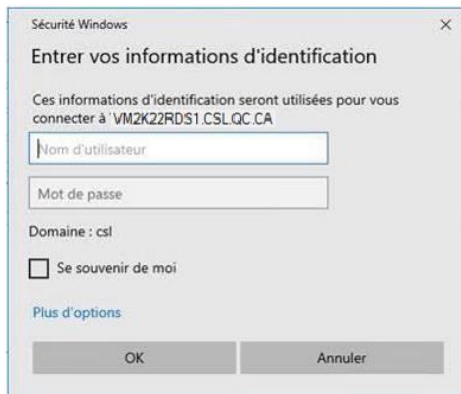 Sécurité Windows
Entrer vos informations d'identification
Ces informations d'identification seront utilisées pour vous
connecter à 'VM2K22RDS1.CSL.QC.CA
Nom d'utilisateur
Mot de passe
Domaine : csl
Se souvenir de moi
Plus d'options
OK
Annuler